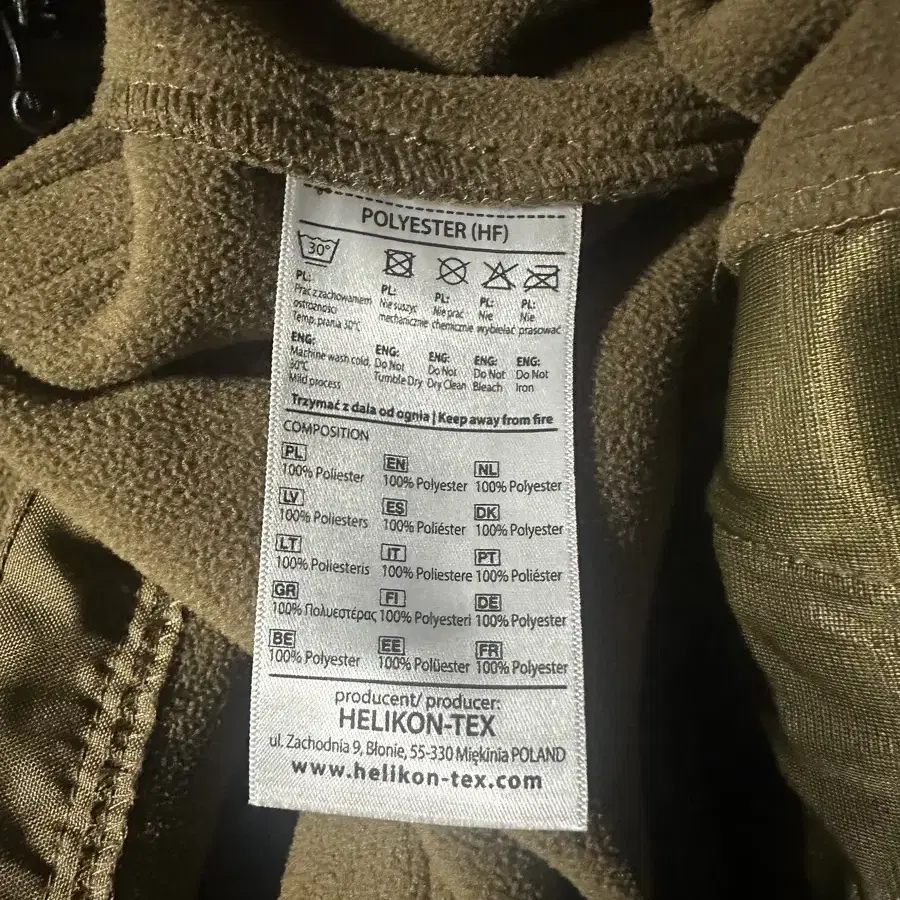 POLYESTER (HF)
30°
PL:
Prać z zachowaniem
ostrożności
Temp. prania 30°C
PL:
Nie suszyć
mechanicznie
PL:
Nie prać
chemicznie
PL:
Nie
wybielać
PL:
Nie
prasować
ENG:
Machine wash cold,
30°C
Mild process
ENG:
Do Not
Tumble Dry
ENG:
Do Not
Dry Clean
ENG:
Do Not
Bleach
ENG:
Do Not
Iron
Trzymać z dala od ognia | Keep away from fire
COMPOSITION
PL
100% Poliester
EN
100% Polyester
NL
100% Polyester
LV
100% Poliesters
ES
100% Poliéster
DK
100% Polyester
LT
100% Poliesteris
IT
100% Poliestere
PT
100% Poliéster
GR
100% Πολυεστέρας
FI
100% Polyesteri
DE
100% Polyester
BE
100% Polyester
EE
100% Polüester
FR
100% Polyester
producent/ producer:
HELIKON-TEX
ul. Zachodnia 9, Błonie, 55-330 Miękinia POLAND
www.helikon-tex.com